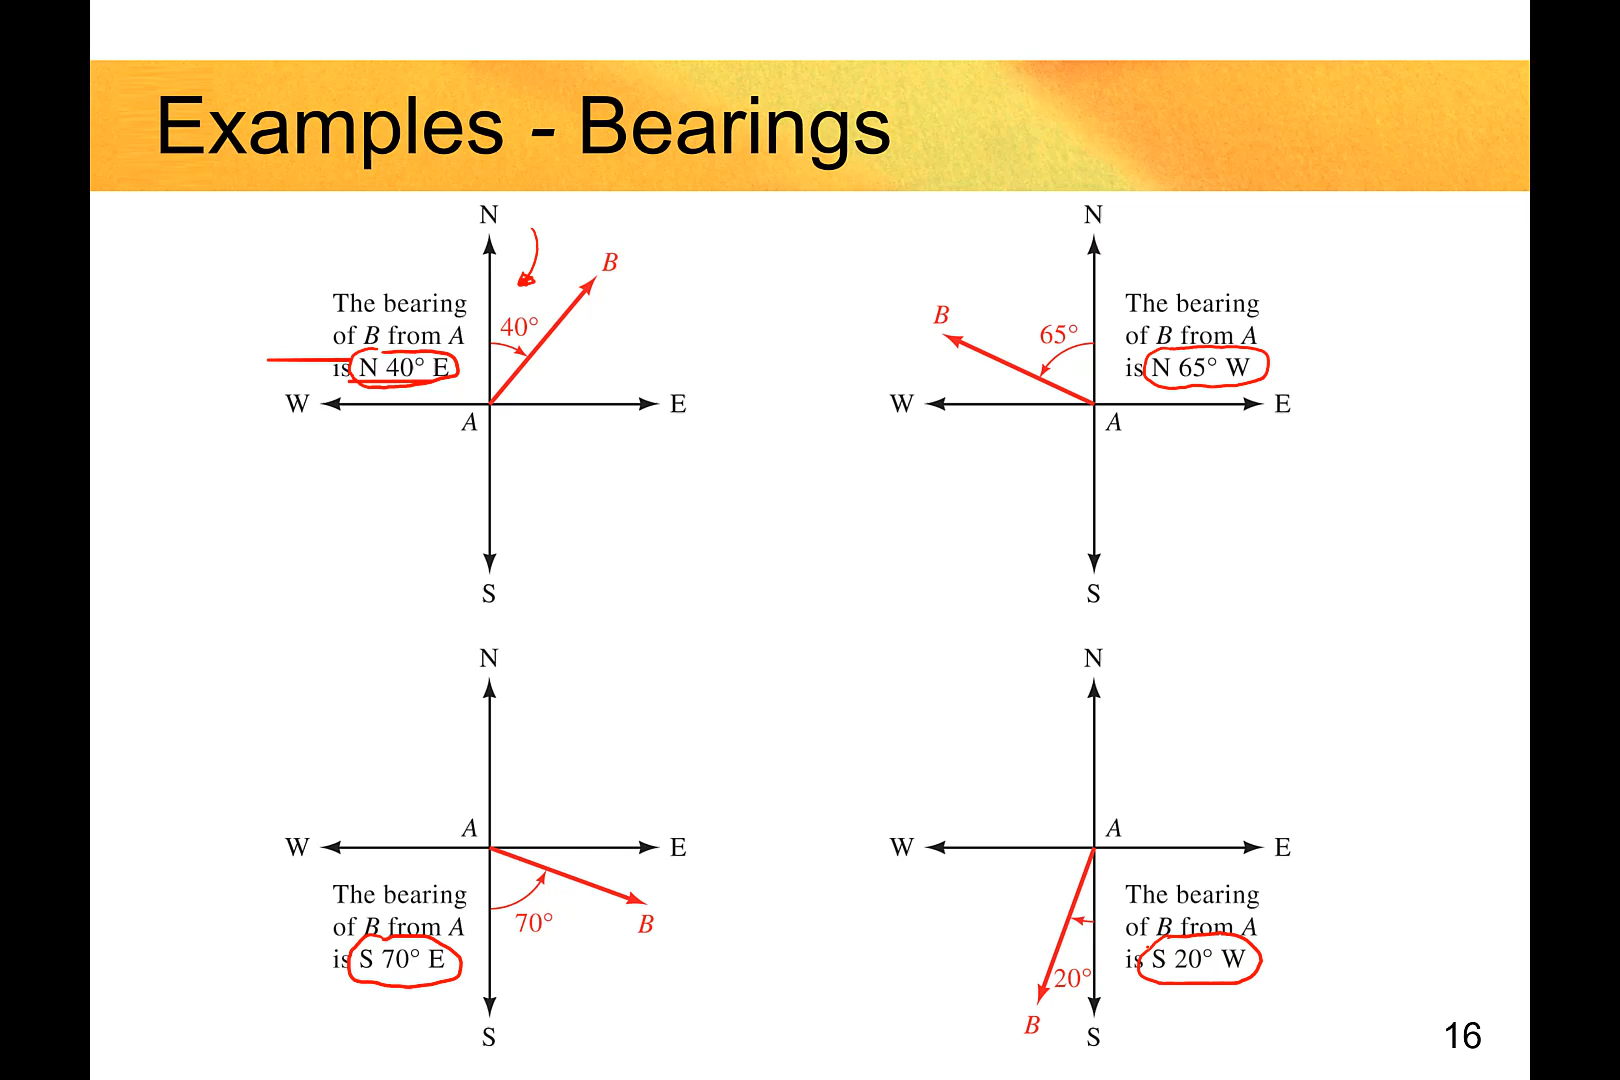 Examples - Bearings
N
B
40°
The bearing
of B from A
is N 40° E
W
E
A
S
N
B
65°
The bearing
of B from A
is N 65° W
W
E
A
S
N
A
W
E
The bearing
of B from A
is S 70° E
70°
B
S
N
A
W
E
The bearing
of B from A
is S 20° W
20°
B
S
16